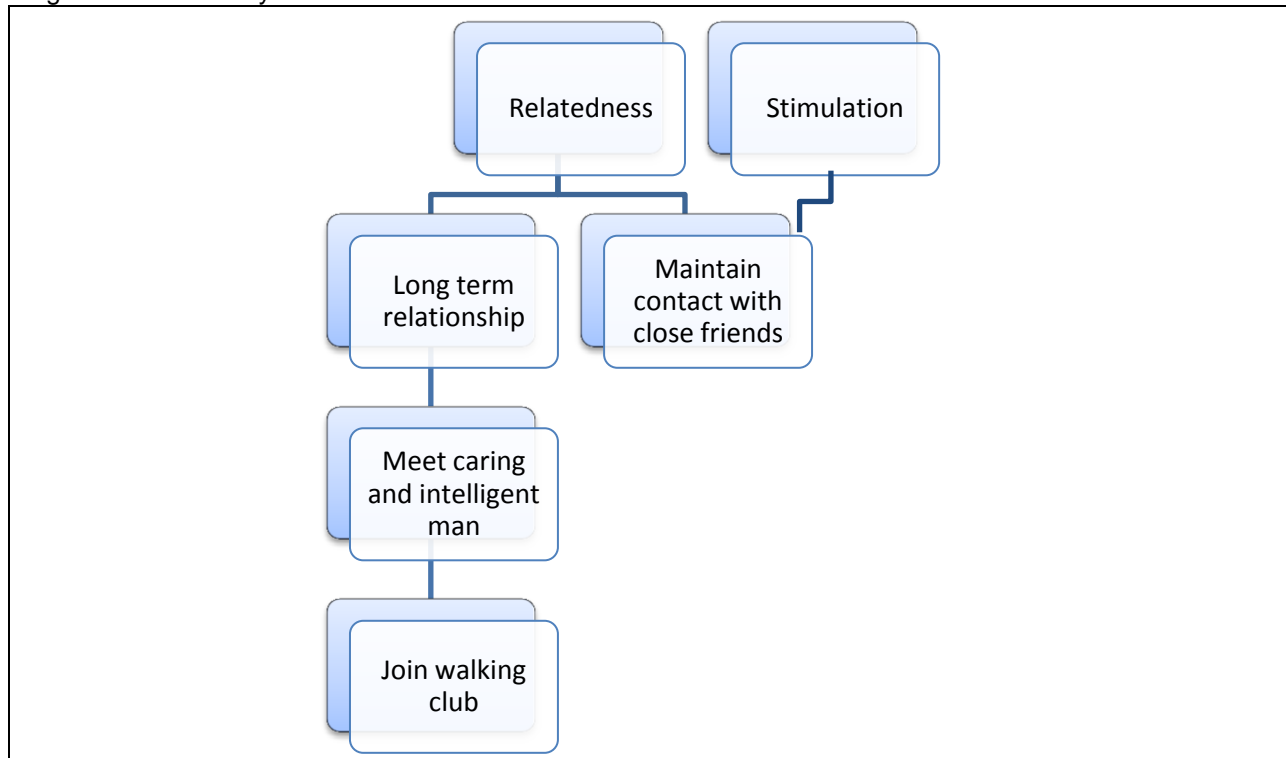 Relatedness
Stimulation
Long term
relationship
Maintain
contact with
close friends
Meet caring
and intelligent
man
Join walking
club